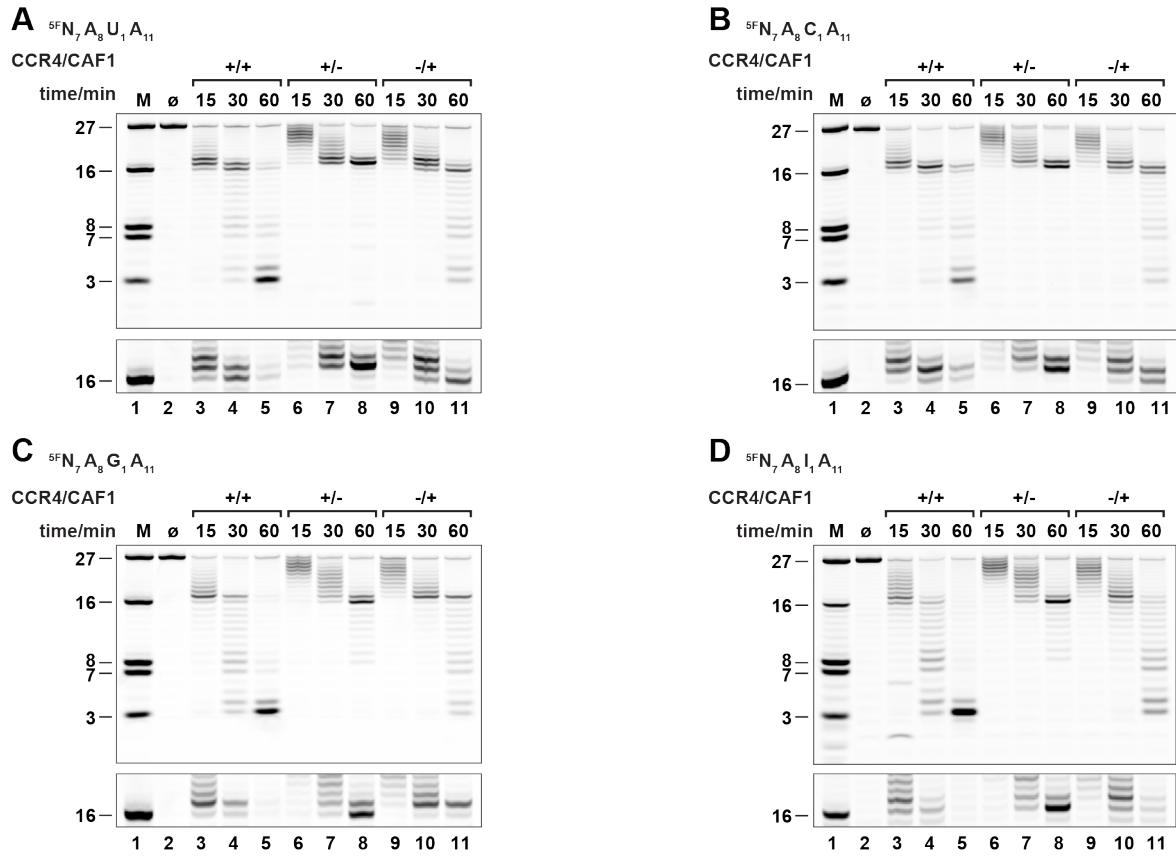 A
5FN7A8U1A11
CCR4/CAF1 +/+ +/- -/+
time/min M ø 15 30 60 15 30 60 15 30 60
27
16
8
7
3
16
1 2 3 4 5 6 7 8 9 10 11
B
5FN7A8C1A11
CCR4/CAF1 +/+ +/- -/+
time/min M ø 15 30 60 15 30 60 15 30 60
27
16
8
7
3
16
1 2 3 4 5 6 7 8 9 10 11
C
5FN7A8G1A11
CCR4/CAF1 +/+ +/- -/+
time/min M ø 15 30 60 15 30 60 15 30 60
27
16
8
7
3
16
1 2 3 4 5 6 7 8 9 10 11
D
5FN7A8I1A11
CCR4/CAF1 +/+ +/- -/+
time/min M ø 15 30 60 15 30 60 15 30 60
27
16
8
7
3
16
1 2 3 4 5 6 7 8 9 10 11